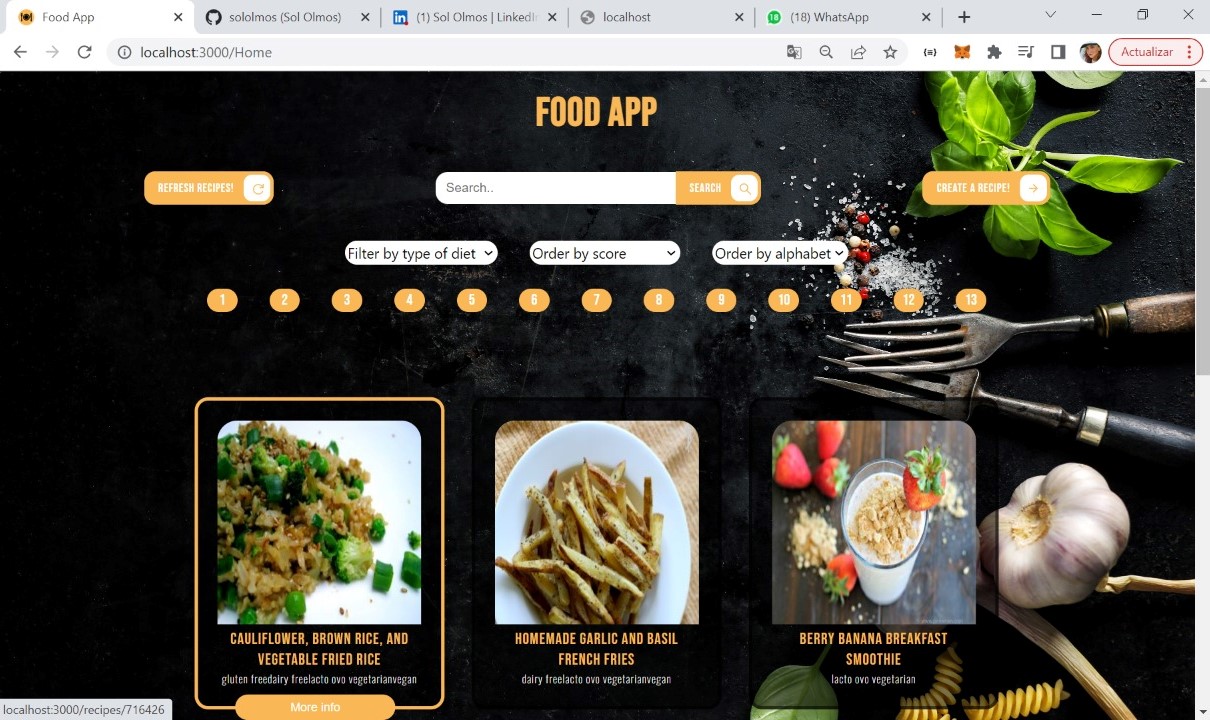 Food App
sololmos (Sol Olmos)
(1) Sol Olmos | LinkedIn
localhost
(18) WhatsApp
localhost:3000/Home
Actualizar
FOOD APP
REFRESH RECIPES!
Search..
SEARCH
CREATE A RECIPE!
Filter by type of diet
Order by score
Order by alphabet
1 2 3 4 5 6 7 8 9 10 11 12 13
CAULIFLOWER, BROWN RICE, AND
VEGETABLE FRIED RICE
gluten freedairy freelacto ovo vegetarianvegan
More info
HOMEMADE GARLIC AND BASIL
FRENCH FRIES
dairy freelacto ovo vegetarianvegan
BERRY BANANA BREAKFAST
SMOOTHIE
lacto ovo vegetarian
localhost:3000/recipes/716426